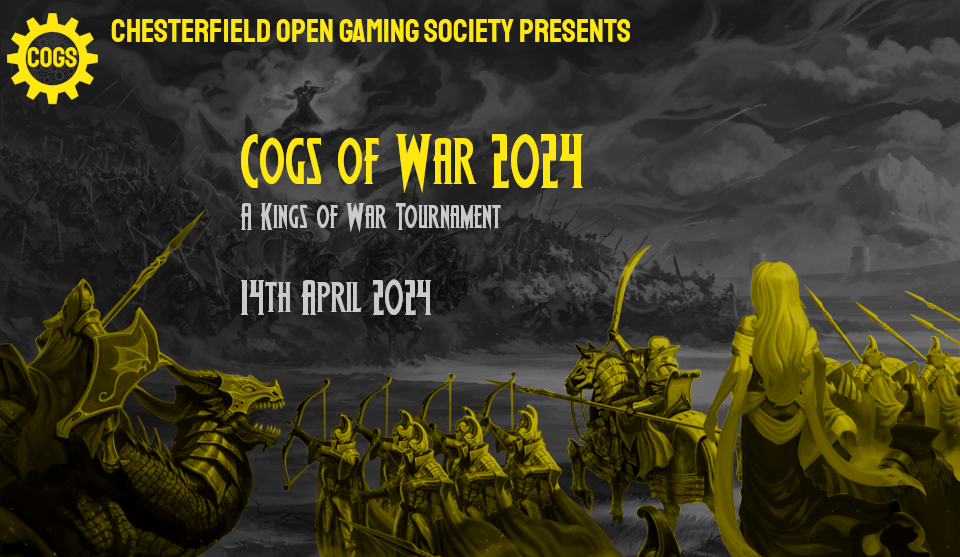 CHESTERFIELD OPEN GAMING SOCIETY PRESENTS
COGS
Cogs of War 2024
A Kings of War Tournament
14th April 2024